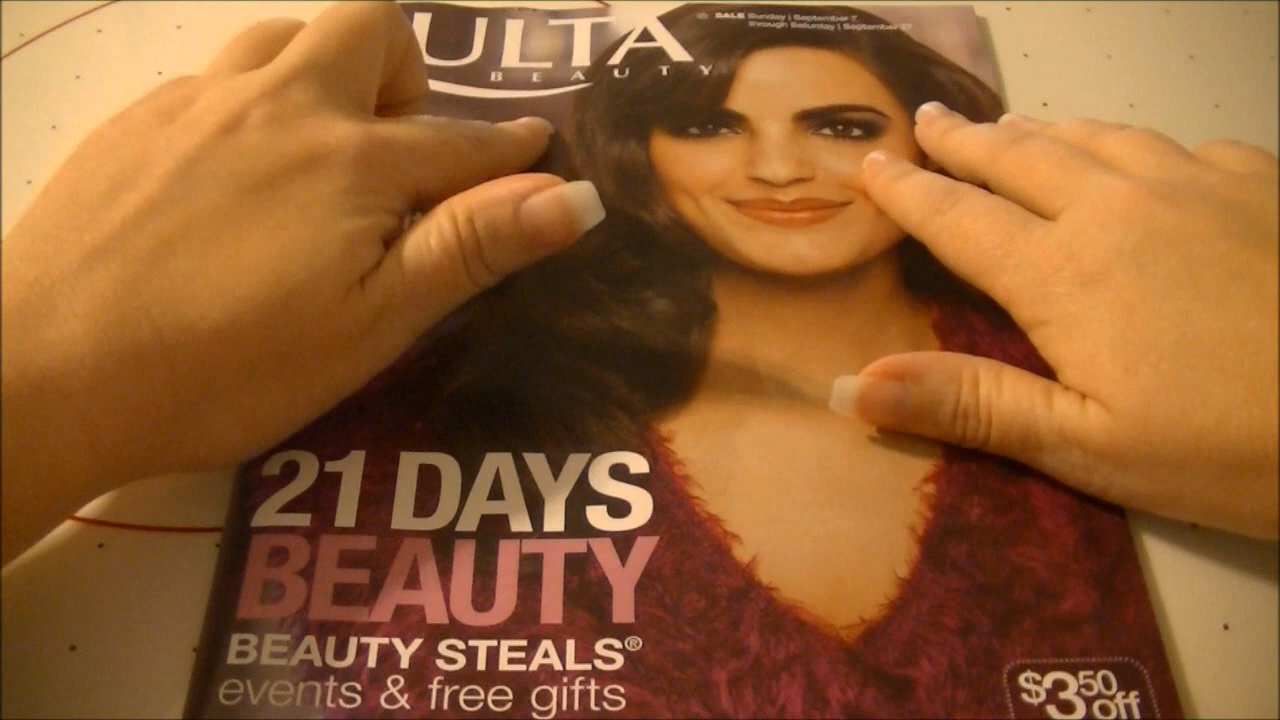 ULTA
BEAUTY
SALE Sunday | September 7
through Saturday | September 27
21 DAYS
BEAUTY
BEAUTY STEALS®
events & free gifts
$3.50 off